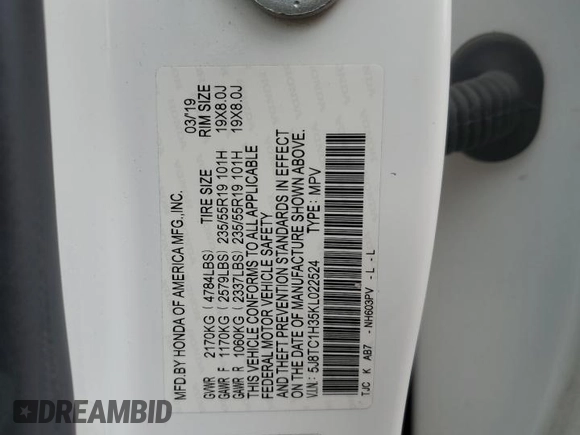 MFD.BY HONDA OF AMERICA MFG.,INC. 03/'19
TIRE SIZE RIM SIZE
GVWR 2170KG ( 4784LBS)
GAWR F 1170KG ( 2579LBS) 235/55R19 101H 19X8.0J
GAWR R 1060KG ( 2337LBS) 235/55R19 101H 19X8.0J
THIS VEHICLE CONFORMS TO ALL APPLICABLE
FEDERAL MOTOR VEHICLE SAFETY
AND THEFT PREVENTION STANDARDS IN EFFECT
ON THE DATE OF MANUFACTURE SHOWN ABOVE.
V.I.N: 5J8TC1H36KL022524 TYPE: MPV
TJC K AB7 -NH603PV - L - L
DREAMBID